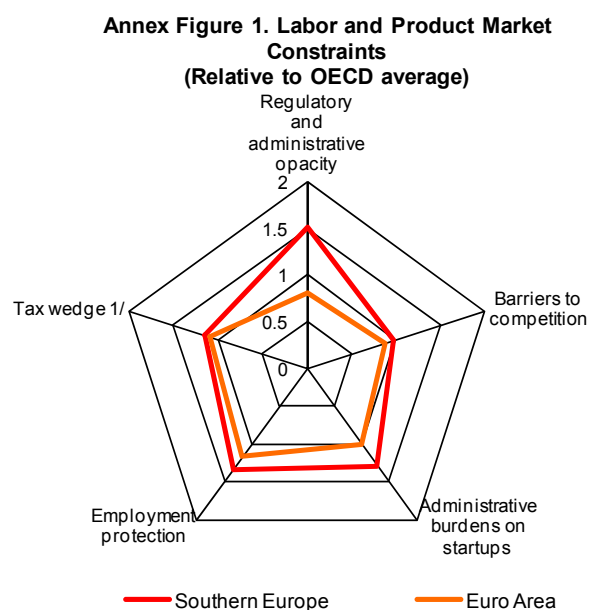 Annex Figure 1. Labor and Product Market
Constraints
(Relative to OECD average)
Regulatory
and
administrative
opacity
2
1.5
1
0.5
0
Tax wedge 1/
Barriers to
competition
Employment
protection
Administrative
burdens on
startups
Southern Europe
Euro Area